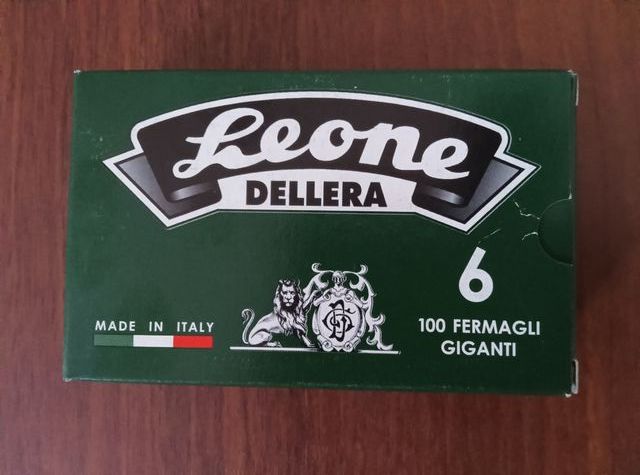 Leone
DELLERA
6
MADE IN ITALY
100 FERMAGLI
GIGANTI